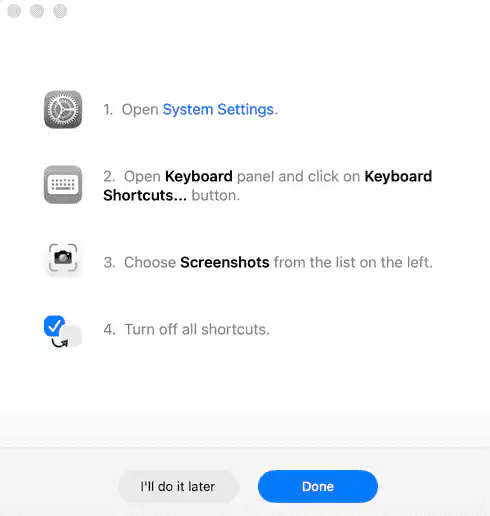 1. Open System Settings.
2. Open Keyboard panel and click on Keyboard
Shortcuts... button.
3. Choose Screenshots from the list on the left.
4. Turn off all shortcuts.
I'll do it later
Done